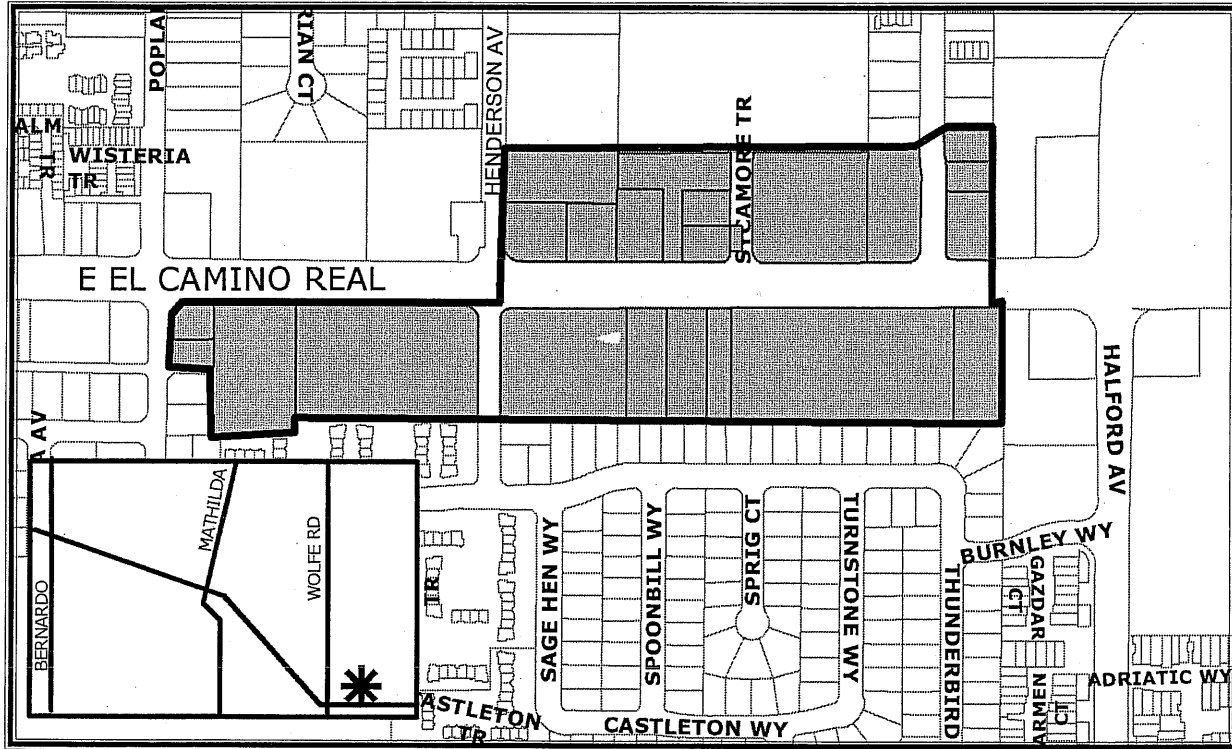 POPLA
RIAN CT
HENDERSON AV
ALM
TR
WISTERIA
TR
SYCAMORE TR
E EL CAMINO REAL
HALFORD AV
A AV
MATHILDA
WOLFE RD
BERNARDO
TR
SAGE HEN WY
SPOONBILL WY
SPRIG CT
TURNSTONE WY
THUNDERBIRD
BURNLEY WY
GAZDAR
CT
ARMEN
CT
ADRIATIC WY
ASTLETON
TR
CASTLETON WY